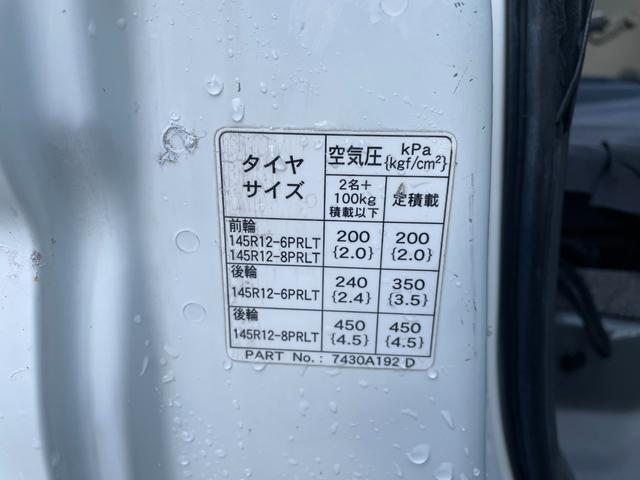 タイヤ
サイズ
空気圧 kPa
{kgf/cm²}
2名+
100kg
積載以下
定積載
前輪
145R12-6PRLT
145R12-8PRLT
200
{2.0}
200
{2.0}
後輪
145R12-6PRLT
240
{2.4}
350
{3.5}
後輪
145R12-8PRLT
450
{4.5}
450
{4.5}
PART No.: 7430A192 D